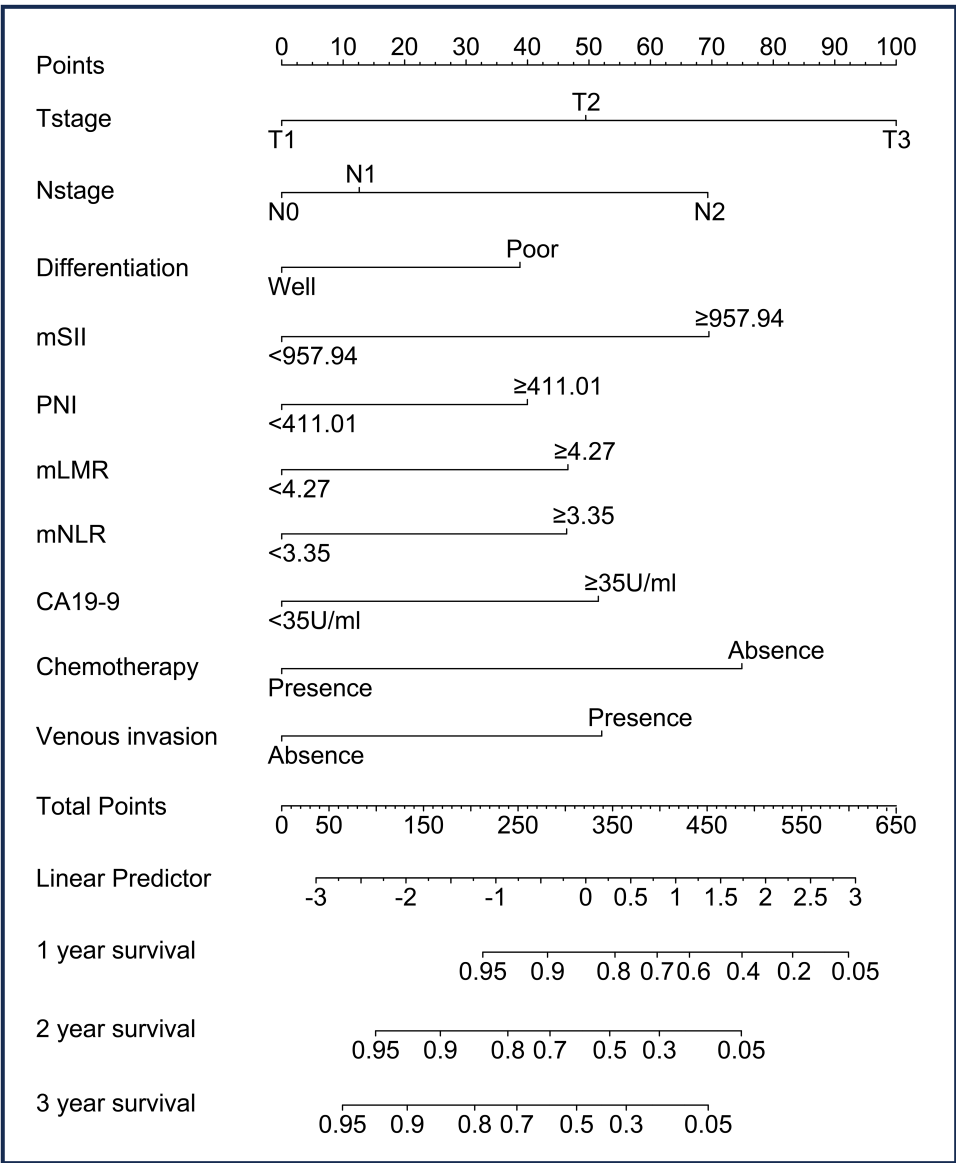 Points 0 10 20 30 40 50 60 70 80 90 100
T2
Tstage
T1 T3
N1
Nstage
N0 N2
Poor
Differentiation
Well
≥957.94
mSII
<957.94
≥411.01
PNI
<411.01
≥4.27
mLMR
<4.27
≥3.35
mNLR
<3.35
≥35U/ml
CA19-9
<35U/ml
Absence
Chemotherapy
Presence
Presence
Venous invasion
Absence
Total Points
0 50 150 250 350 450 550 650
Linear Predictor
-3 -2 -1 0 0.5 1 1.5 2 2.5 3
1 year survival
0.95 0.9 0.8 0.7 0.6 0.4 0.2 0.05
2 year survival
0.95 0.9 0.8 0.7 0.5 0.3 0.05
3 year survival
0.95 0.9 0.8 0.7 0.5 0.3 0.05